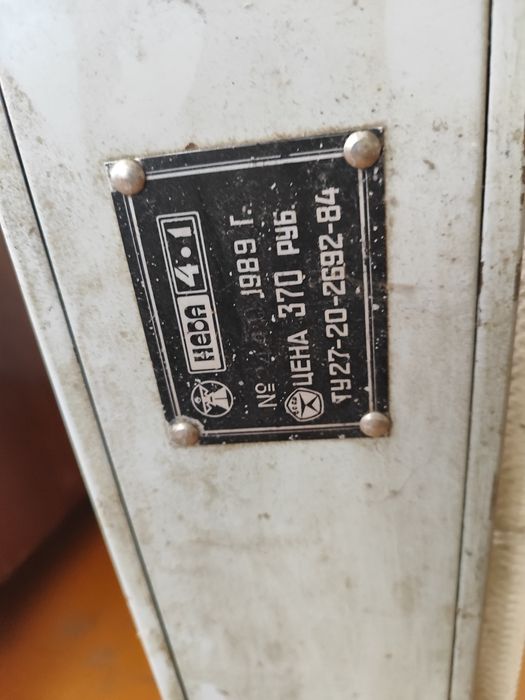 НЕВА 4·1
№ 1989 Г.
ЦЕНА 370 РУБ.
ТУ27-20-2692-84